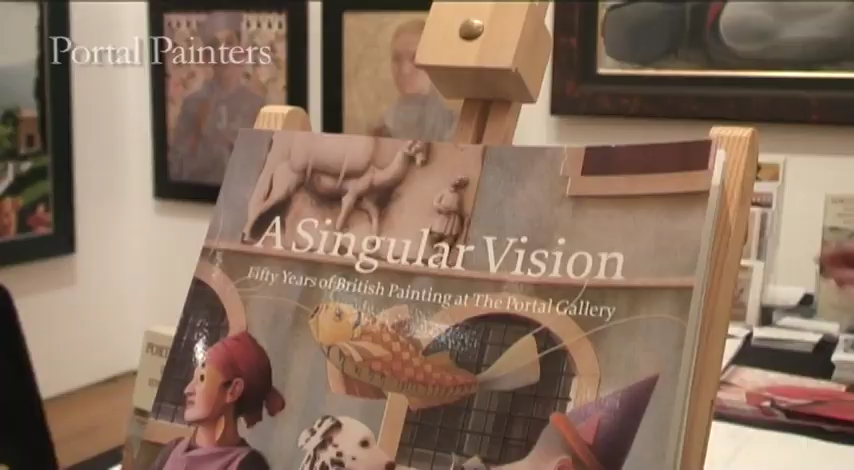 Portal Painters
A Singular Vision
Fifty Years of British Painting at The Portal Gallery